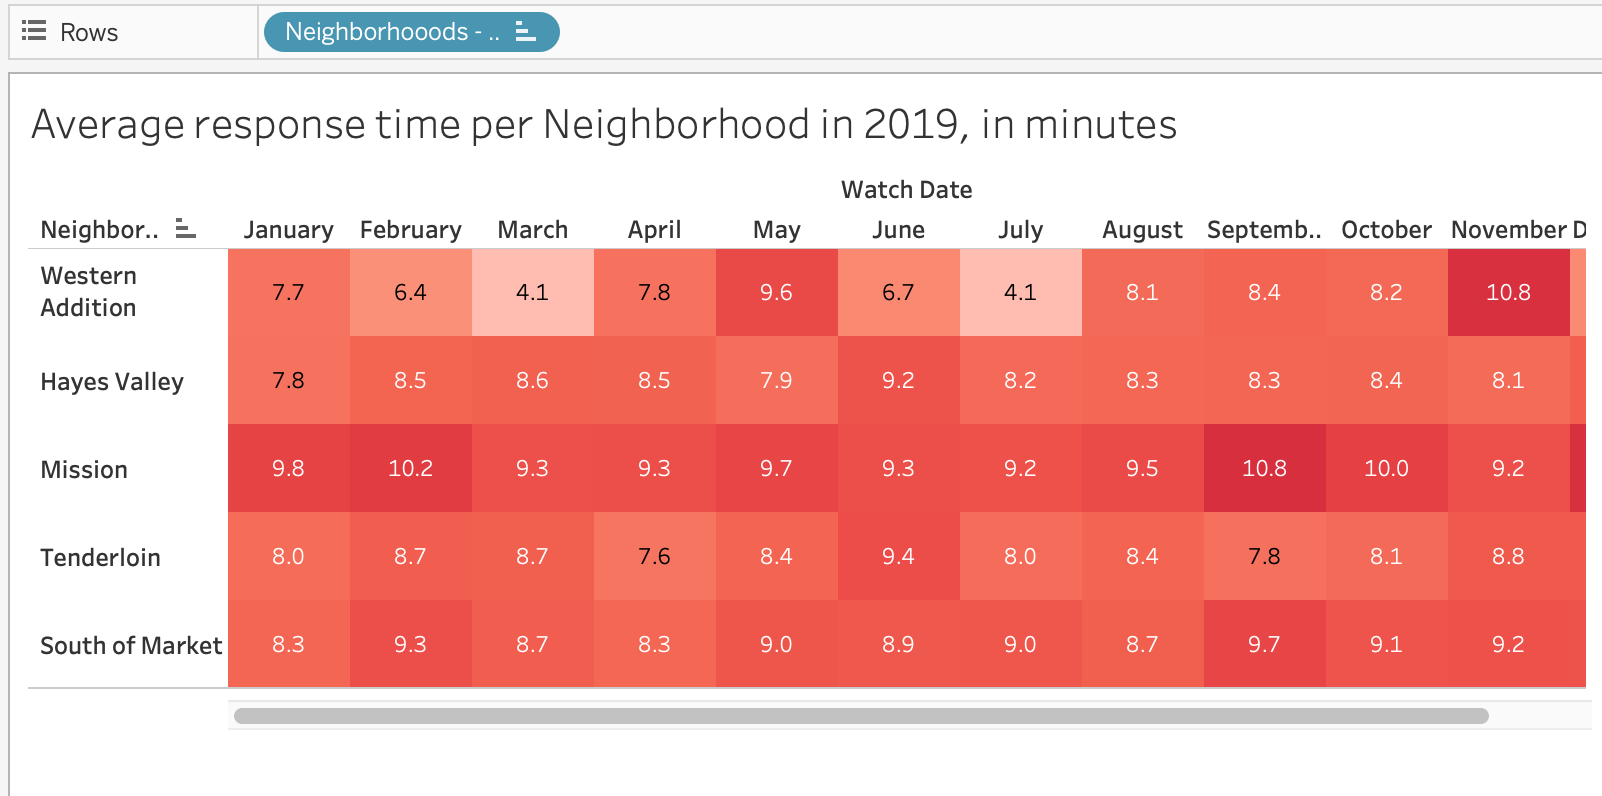 Rows
Neighborhooods - ..
Average response time per Neighborhood in 2019, in minutes
Watch Date
Neighbor.. January February March April May June July August Septemb.. October November D
Western Addition 7.7 6.4 4.1 7.8 9.6 6.7 4.1 8.1 8.4 8.2 10.8
Hayes Valley 7.8 8.5 8.6 8.5 7.9 9.2 8.2 8.3 8.3 8.4 8.1
Mission 9.8 10.2 9.3 9.3 9.7 9.3 9.2 9.5 10.8 10.0 9.2
Tenderloin 8.0 8.7 8.7 7.6 8.4 9.4 8.0 8.4 7.8 8.1 8.8
South of Market 8.3 9.3 8.7 8.3 9.0 8.9 9.0 8.7 9.7 9.1 9.2